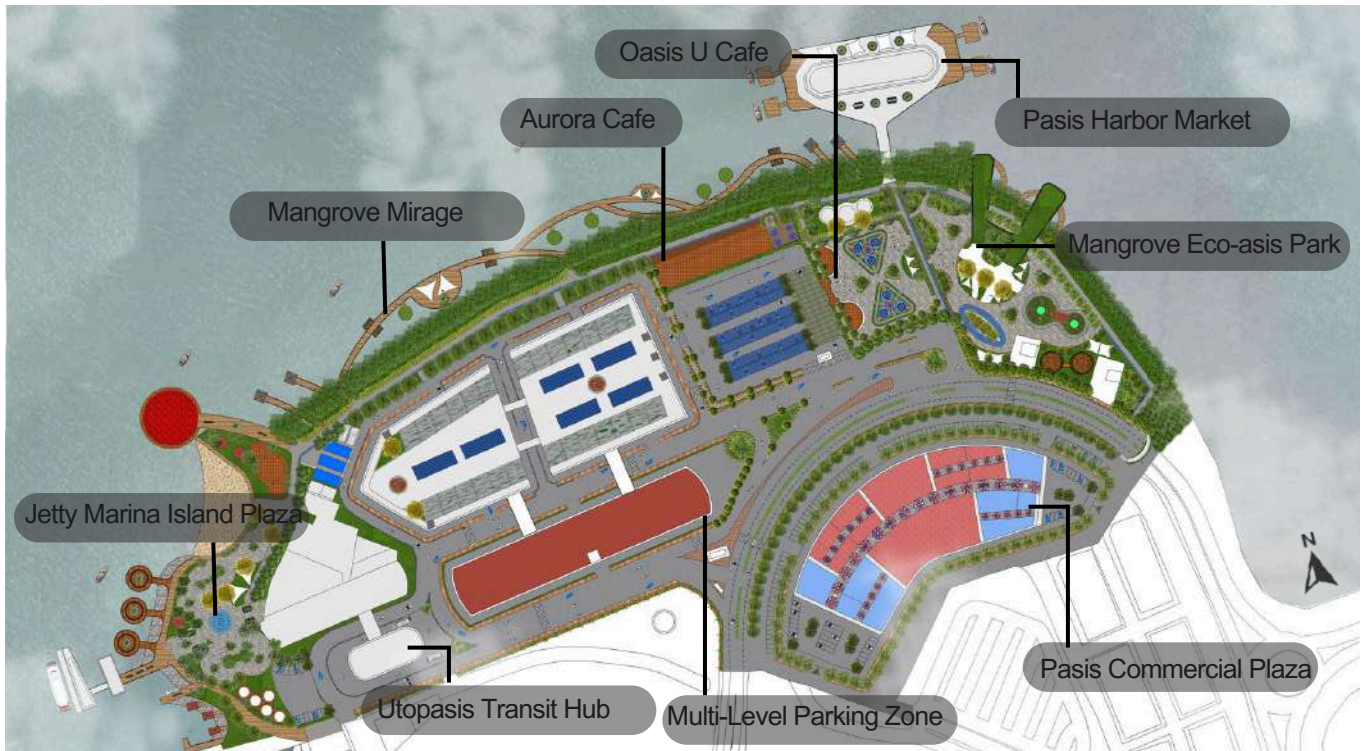 Oasis U Cafe
Aurora Cafe
Pasis Harbor Market
Mangrove Mirage
Mangrove Eco-asis Park
Jetty Marina Island Plaza
N
Pasis Commercial Plaza
Utopasis Transit Hub
Multi-Level Parking Zone